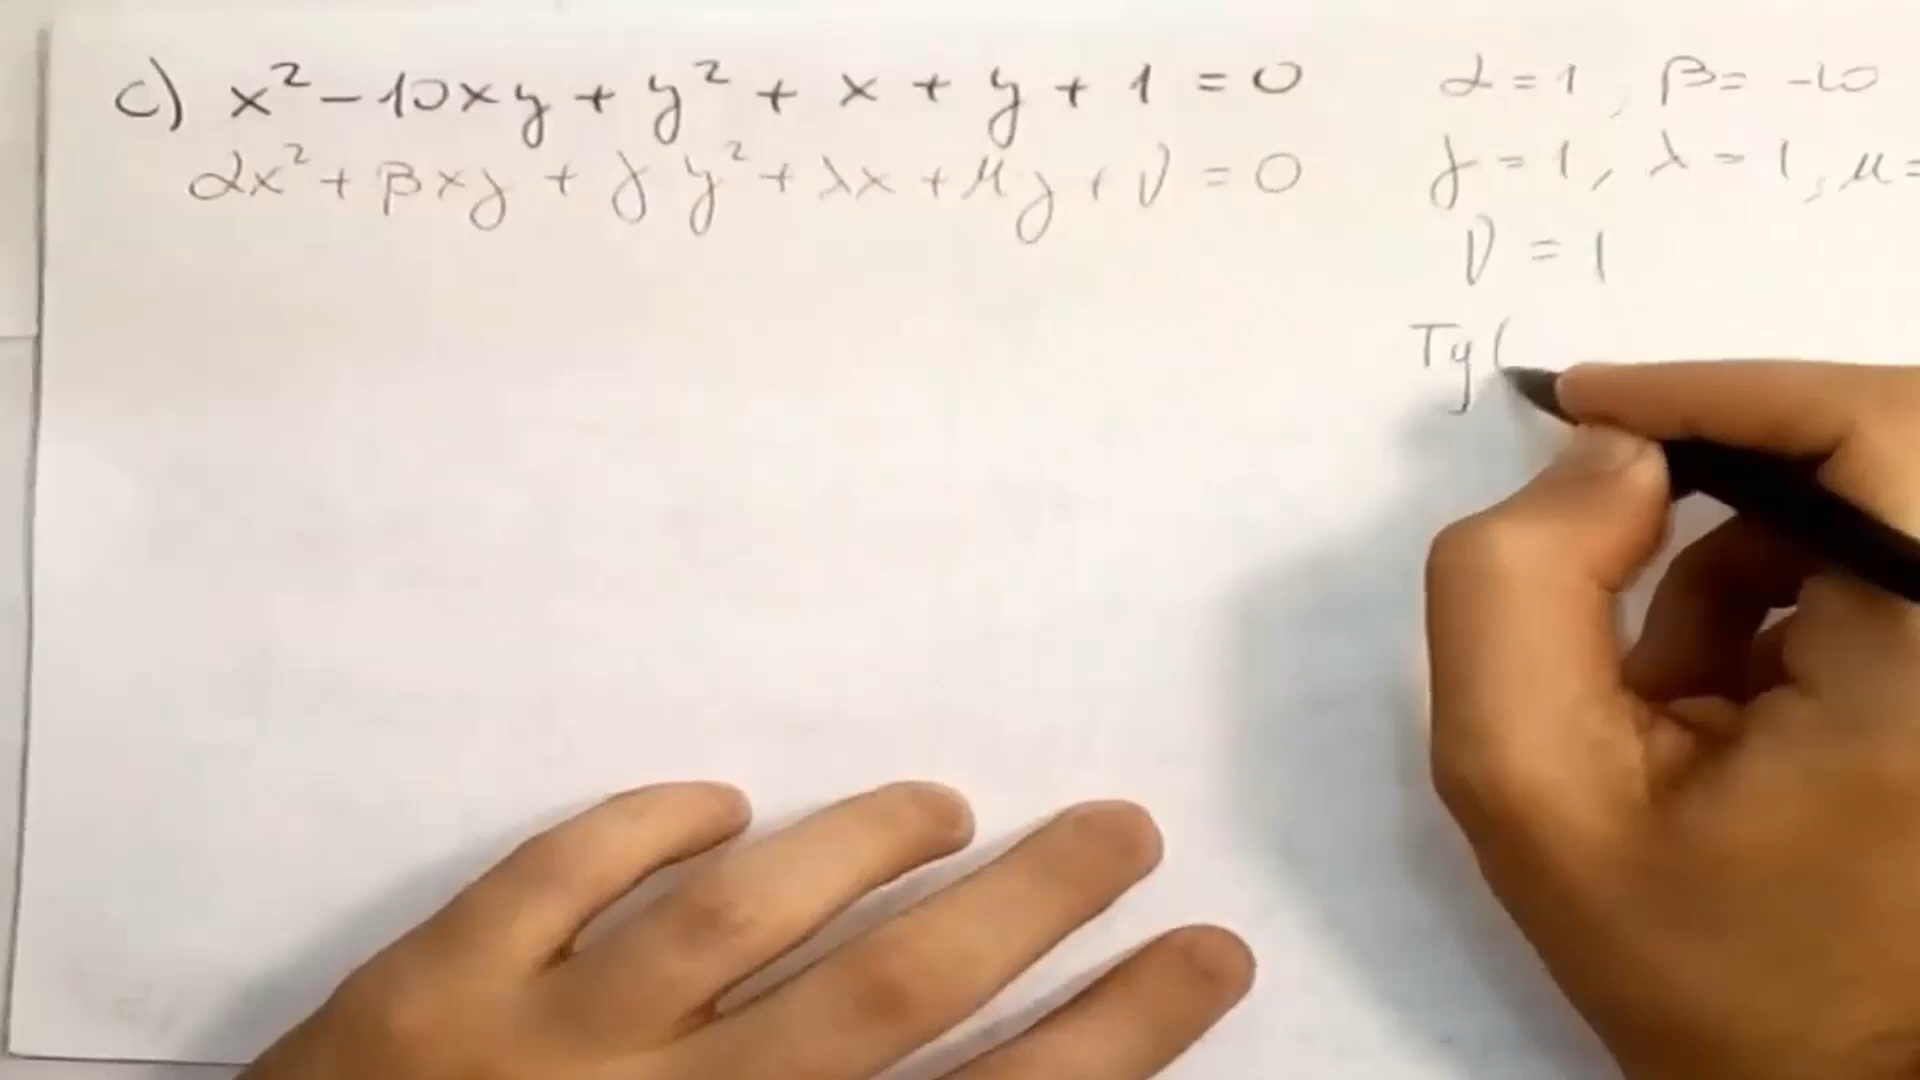 c) x² - 10xy + y² + x + y + 1 = 0
αx² + βxy + γy² + λx + μy + ν = 0
α = 1, β = -10
γ = 1, λ = 1, μ =
ν = 1
Ty(